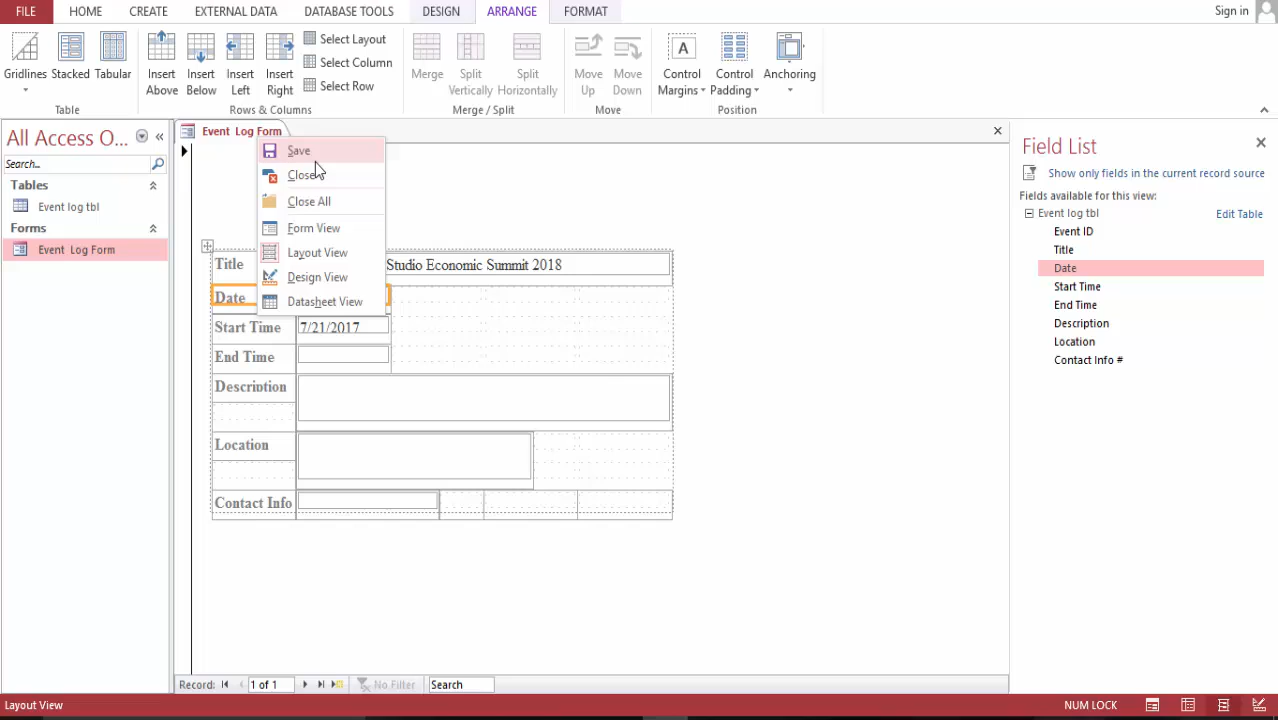 FILE HOME CREATE EXTERNAL DATA DATABASE TOOLS DESIGN ARRANGE FORMAT Sign in
Gridlines Stacked Tabular
Insert Above Insert Below Insert Left Insert Right
Select Layout
Select Column
Select Row
Merge Split Vertically Split Horizontally
Move Up Move Down
Control Margins Control Padding Anchoring
Table Rows & Columns Merge / Split Move Position
All Access O...
Search...
Tables
Event log tbl
Forms
Event Log Form
Event Log Form
Save
Close
Close All
Form View
Layout View
Design View
Datasheet View
Title Studio Economic Summit 2018
Date
Start Time 7/21/2017
End Time
Description
Location
Contact Info
Field List
Show only fields in the current record source
Fields available for this view:
Event log tbl Edit Table
Event ID
Title
Date
Start Time
End Time
Description
Location
Contact Info #
Record: 1 of 1 No Filter Search
Layout View NUM LOCK